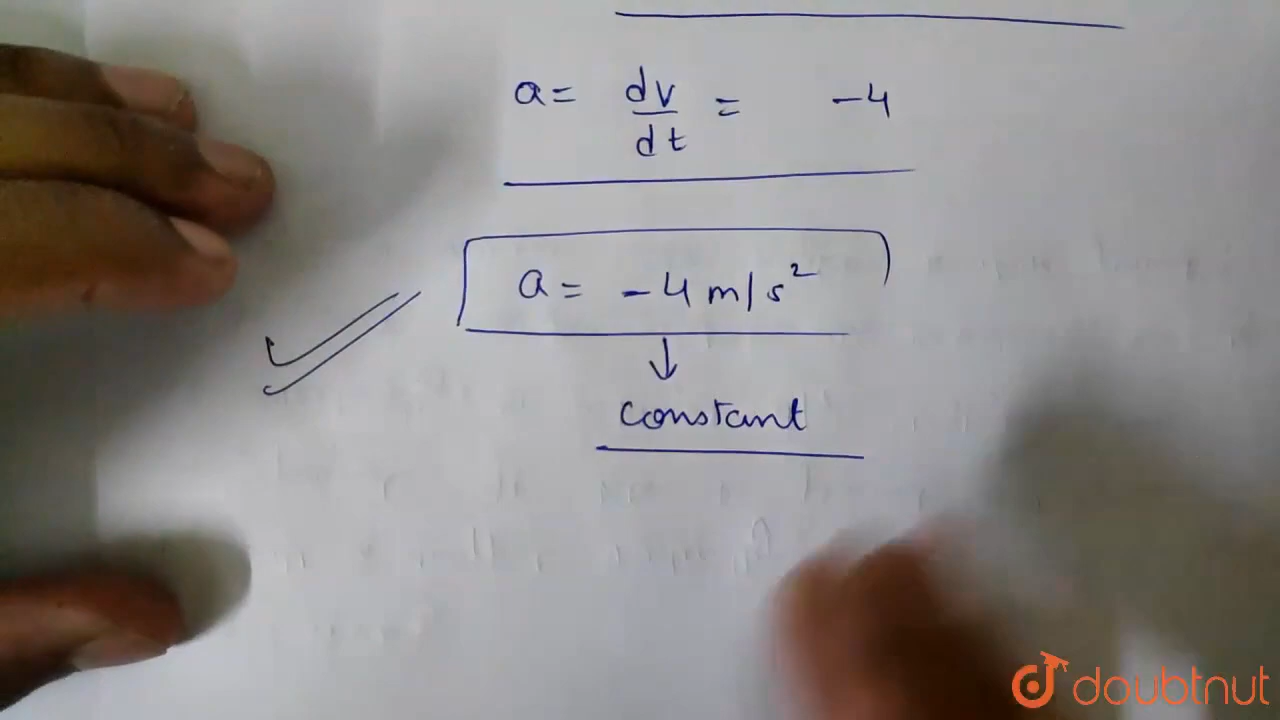 a = dv/dt = -4
a = -4 m/s²
constant
doubtnut